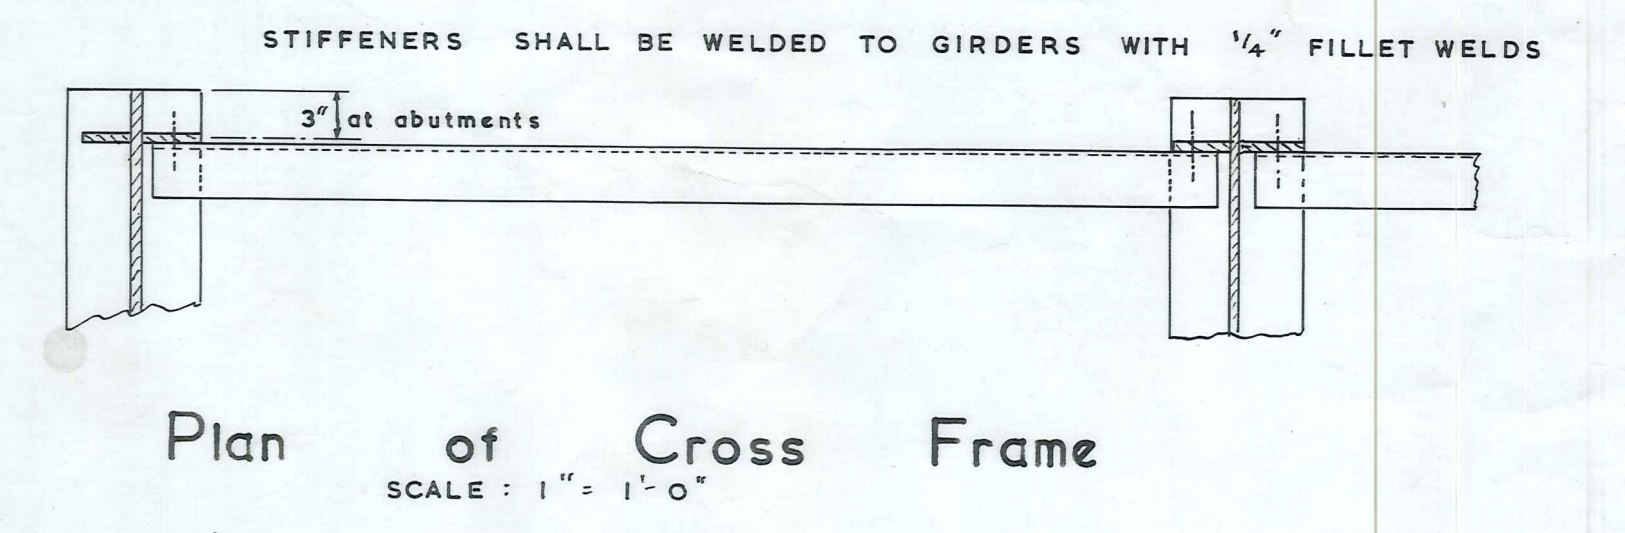 STIFFENERS SHALL BE WELDED TO GIRDERS WITH 1/4" FILLET WELDS
3" at abutments
Plan of Cross Frame
SCALE : 1" = 1'-0"